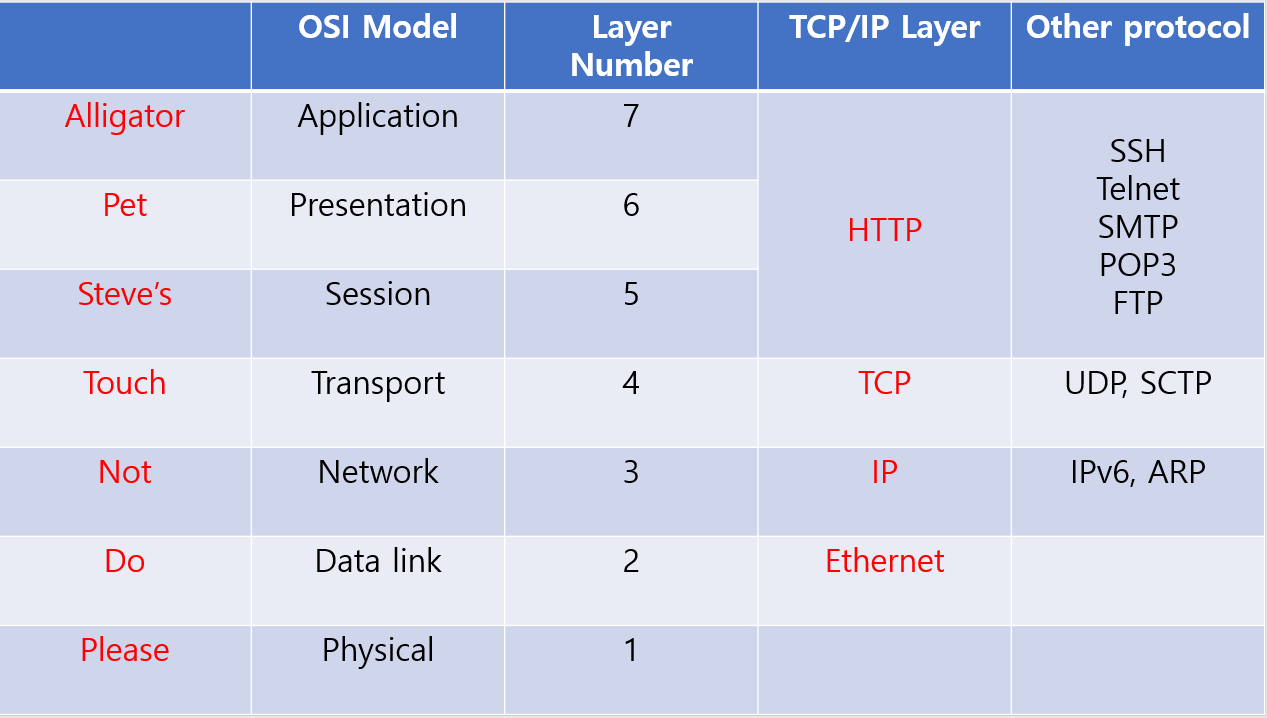 OSI Model
Layer
Number
TCP/IP Layer
Other protocol
Alligator
Application
7
Pet
Presentation
6
Steve’s
Session
5
HTTP
SSH
Telnet
SMTP
POP3
FTP
Touch
Transport
4
TCP
UDP, SCTP
Not
Network
3
IP
IPv6, ARP
Do
Data link
2
Ethernet
Please
Physical
1